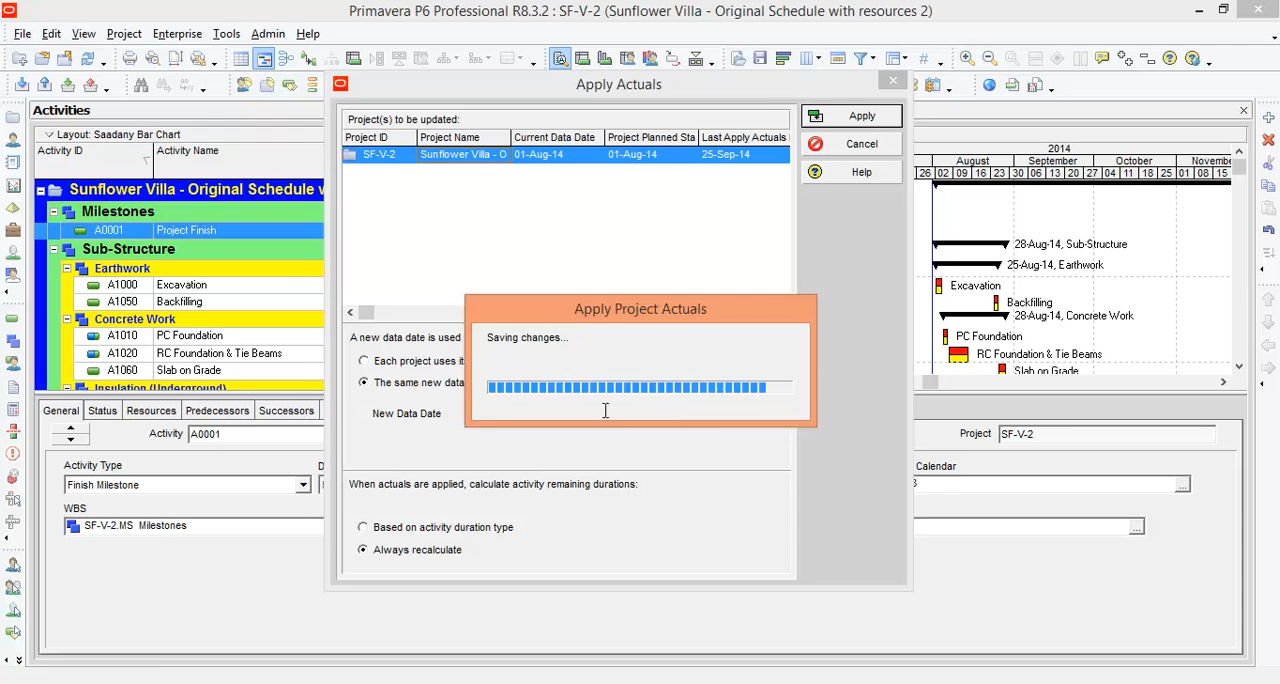 Primavera P6 Professional R8.3.2 : SF-V-2 (Sunflower Villa - Original Schedule with resources 2)
File Edit View Project Enterprise Tools Admin Help
Activities
Apply Actuals
Layout: Saadany Bar Chart
Activity ID Activity Name
Sunflower Villa - Original Schedule w
Milestones
A0001 Project Finish
Sub-Structure
Earthwork
A1000 Excavation
A1050 Backfilling
Concrete Work
A1010 PC Foundation
A1020 RC Foundation & Tie Beams
A1060 Slab on Grade
Insulation (Underground)
Project(s) to be updated:
Project ID Project Name Current Data Date Project Planned Sta Last Apply Actuals
SF-V-2 Sunflower Villa - O 01-Aug-14 01-Aug-14 25-Sep-14
Apply
Cancel
Help
A new data date is used
Each project uses it
The same new data
New Data Date
When actuals are applied, calculate activity remaining durations:
Based on activity duration type
Always recalculate
Apply Project Actuals
Saving changes...
2014
August September October Novembe
26 02 09 16 23 30 06 13 20 27 04 11 18 25 01 08 15
28-Aug-14, Sub-Structure
25-Aug-14, Earthwork
Excavation
Backfilling
28-Aug-14, Concrete Work
PC Foundation
RC Foundation & Tie Beams
Slab on Grade
General Status Resources Predecessors Successors
Activity A0001
Project SF-V-2
Activity Type
D
Calendar
Finish Milestone
3
WBS
SF-V-2.MS Milestones